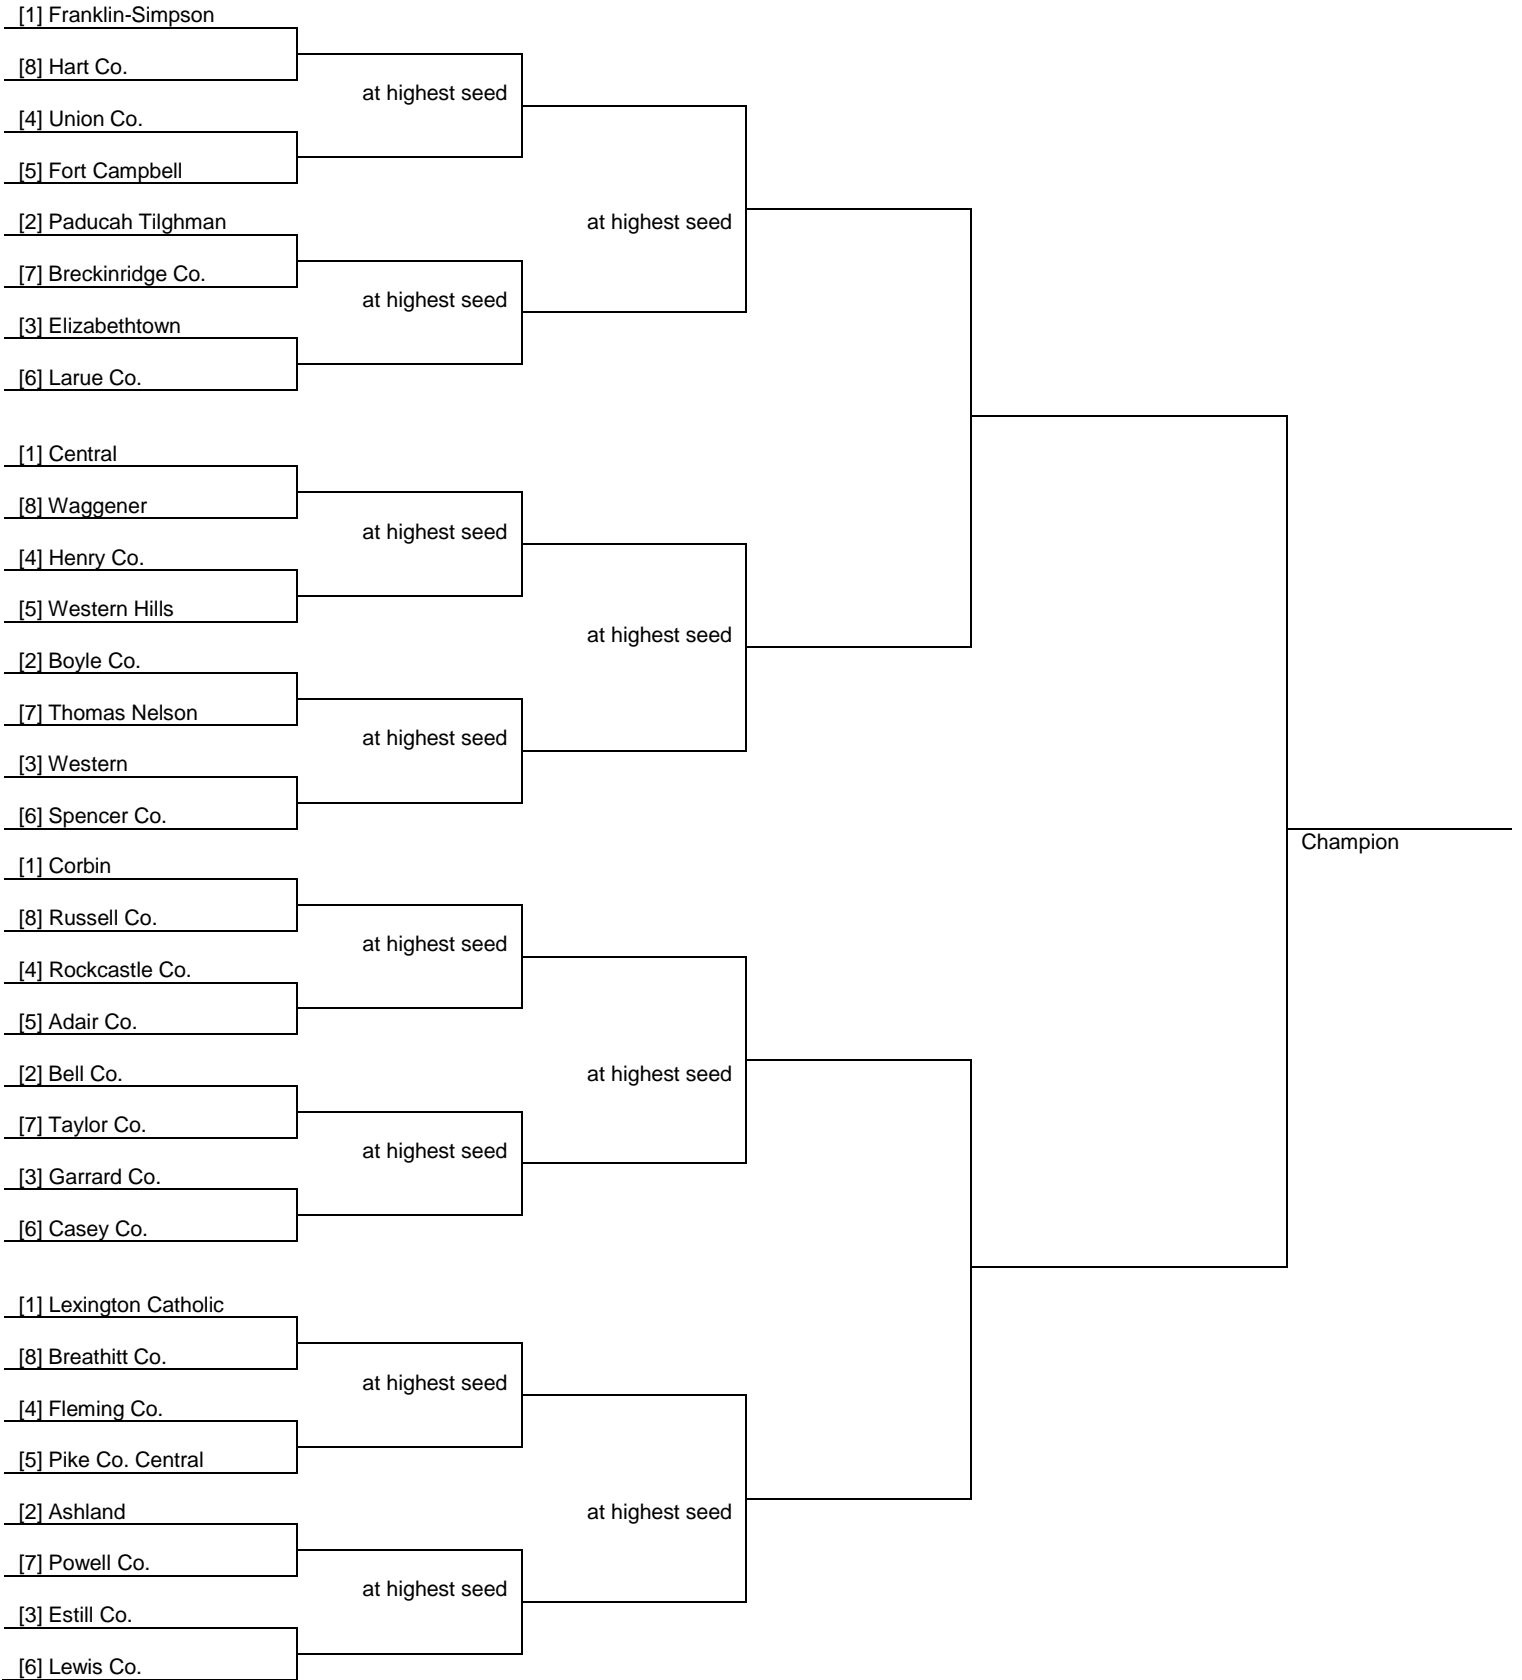 [1] Franklin-Simpson
[8] Hart Co.
at highest seed
[4] Union Co.
[5] Fort Campbell
[2] Paducah Tilghman
at highest seed
[7] Breckinridge Co.
at highest seed
[3] Elizabethtown
[6] Larue Co.
[1] Central
[8] Waggener
at highest seed
[4] Henry Co.
[5] Western Hills
at highest seed
[2] Boyle Co.
[7] Thomas Nelson
at highest seed
[3] Western
[6] Spencer Co.
Champion
[1] Corbin
[8] Russell Co.
at highest seed
[4] Rockcastle Co.
[5] Adair Co.
[2] Bell Co.
at highest seed
[7] Taylor Co.
at highest seed
[3] Garrard Co.
[6] Casey Co.
[1] Lexington Catholic
[8] Breathitt Co.
at highest seed
[4] Fleming Co.
[5] Pike Co. Central
[2] Ashland
at highest seed
[7] Powell Co.
at highest seed
[3] Estill Co.
[6] Lewis Co.